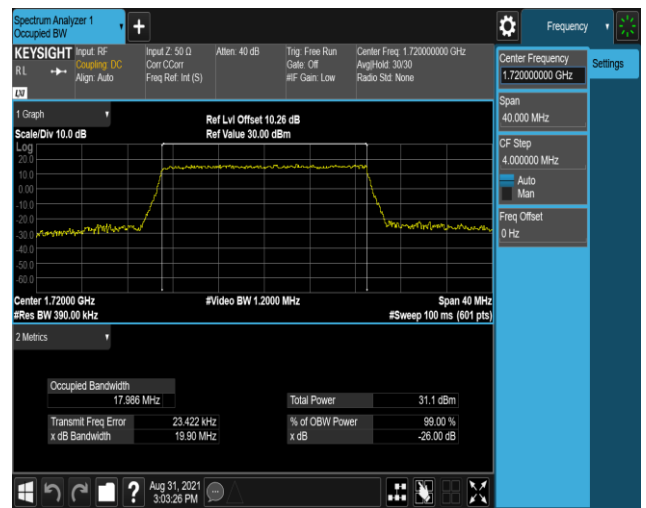 Spectrum Analyzer 1
Occupied BW
Frequency
KEYSIGHT
RL
LXI
Input: RF
Coupling: DC
Align: Auto
Input Z: 50 Ω
Corr CCorr
Freq Ref: Int (S)
Atten: 40 dB
Trig: Free Run
Gate: Off
#IF Gain: Low
Center Freq: 1.720000000 GHz
Avg|Hold: 30/30
Radio Std: None
Center Frequency
1.720000000 GHz
Settings
Span
40.000 MHz
CF Step
4.000000 MHz
Auto
Man
Freq Offset
0 Hz
1 Graph
Scale/Div 10.0 dB
Ref Lvl Offset 10.26 dB
Ref Value 30.00 dBm
Log
20.0
10.0
0.00
-10.0
-20.0
-30.0
-40.0
-50.0
-60.0
Center 1.72000 GHz
#Video BW 1.2000 MHz
Span 40 MHz
#Res BW 390.00 kHz
#Sweep 100 ms (601 pts)
2 Metrics
Occupied Bandwidth
17.986 MHz
Total Power 31.1 dBm
Transmit Freq Error 23.422 kHz
% of OBW Power 99.00 %
x dB Bandwidth 19.90 MHz
x dB -26.00 dB
?
Aug 31, 2021
3:03:26 PM